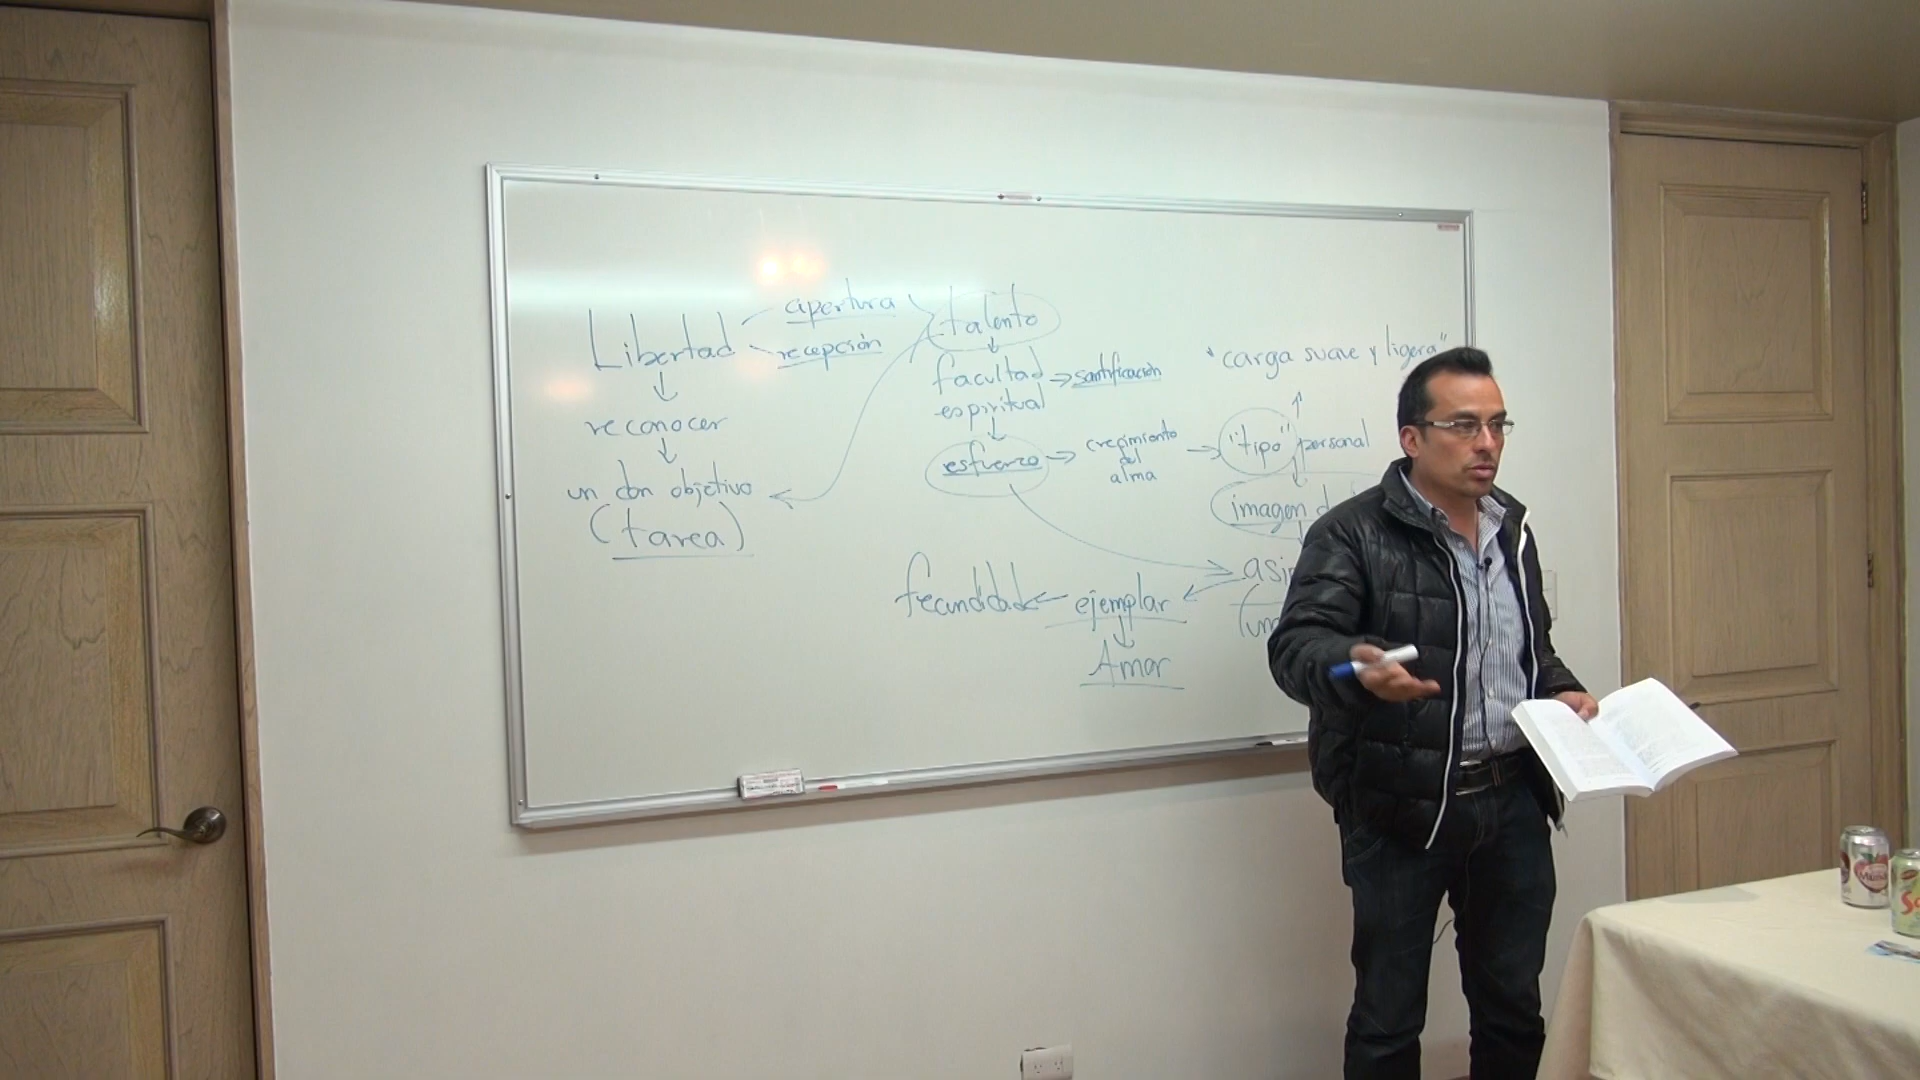 Libertad
apertura
recepción
reconocer
un don objetivo
(tarea)
talento
facultad
espiritual
santificación
esfuerzo
crecimiento
del
alma
"carga suave y ligera"
"tipo" personal
imagen
ejemplar
fecundidad
Amar